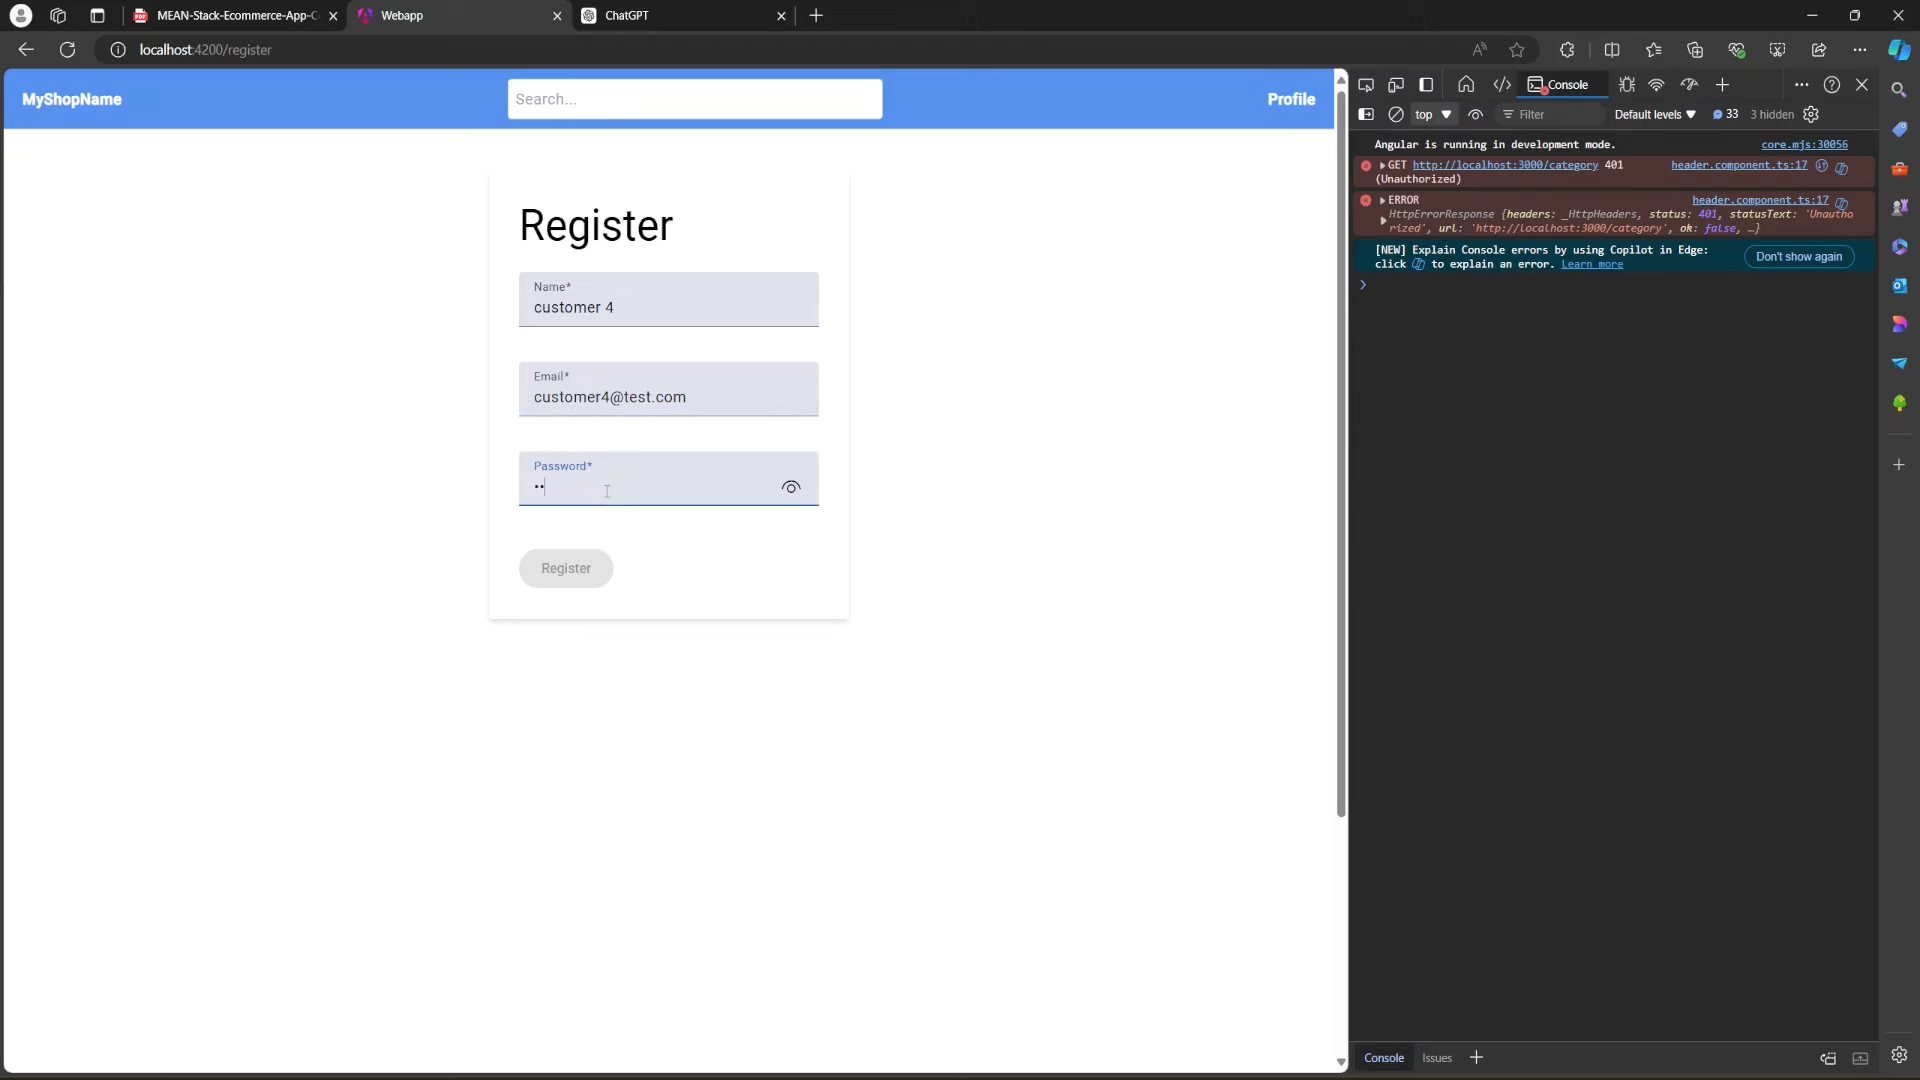 MEAN-Stack-Ecommerce-App-C
Webapp
ChatGPT
localhost:4200/register
MyShopName
Search...
Profile
Register
Name*
customer 4
Email*
customer4@test.com
Password*
Register
Console
top
Filter
Default levels
33
3 hidden
Angular is running in development mode.
core.mjs:30056
GET http://localhost:3000/category 401
header.component.ts:17
(Unauthorized)
ERROR
header.component.ts:17
HttpErrorResponse {headers: _HttpHeaders, status: 401, statusText: 'Unautho
rized', url: 'http://localhost:3000/category', ok: false, …}
[NEW] Explain Console errors by using Copilot in Edge:
click to explain an error. Learn more
Don't show again
Console
Issues